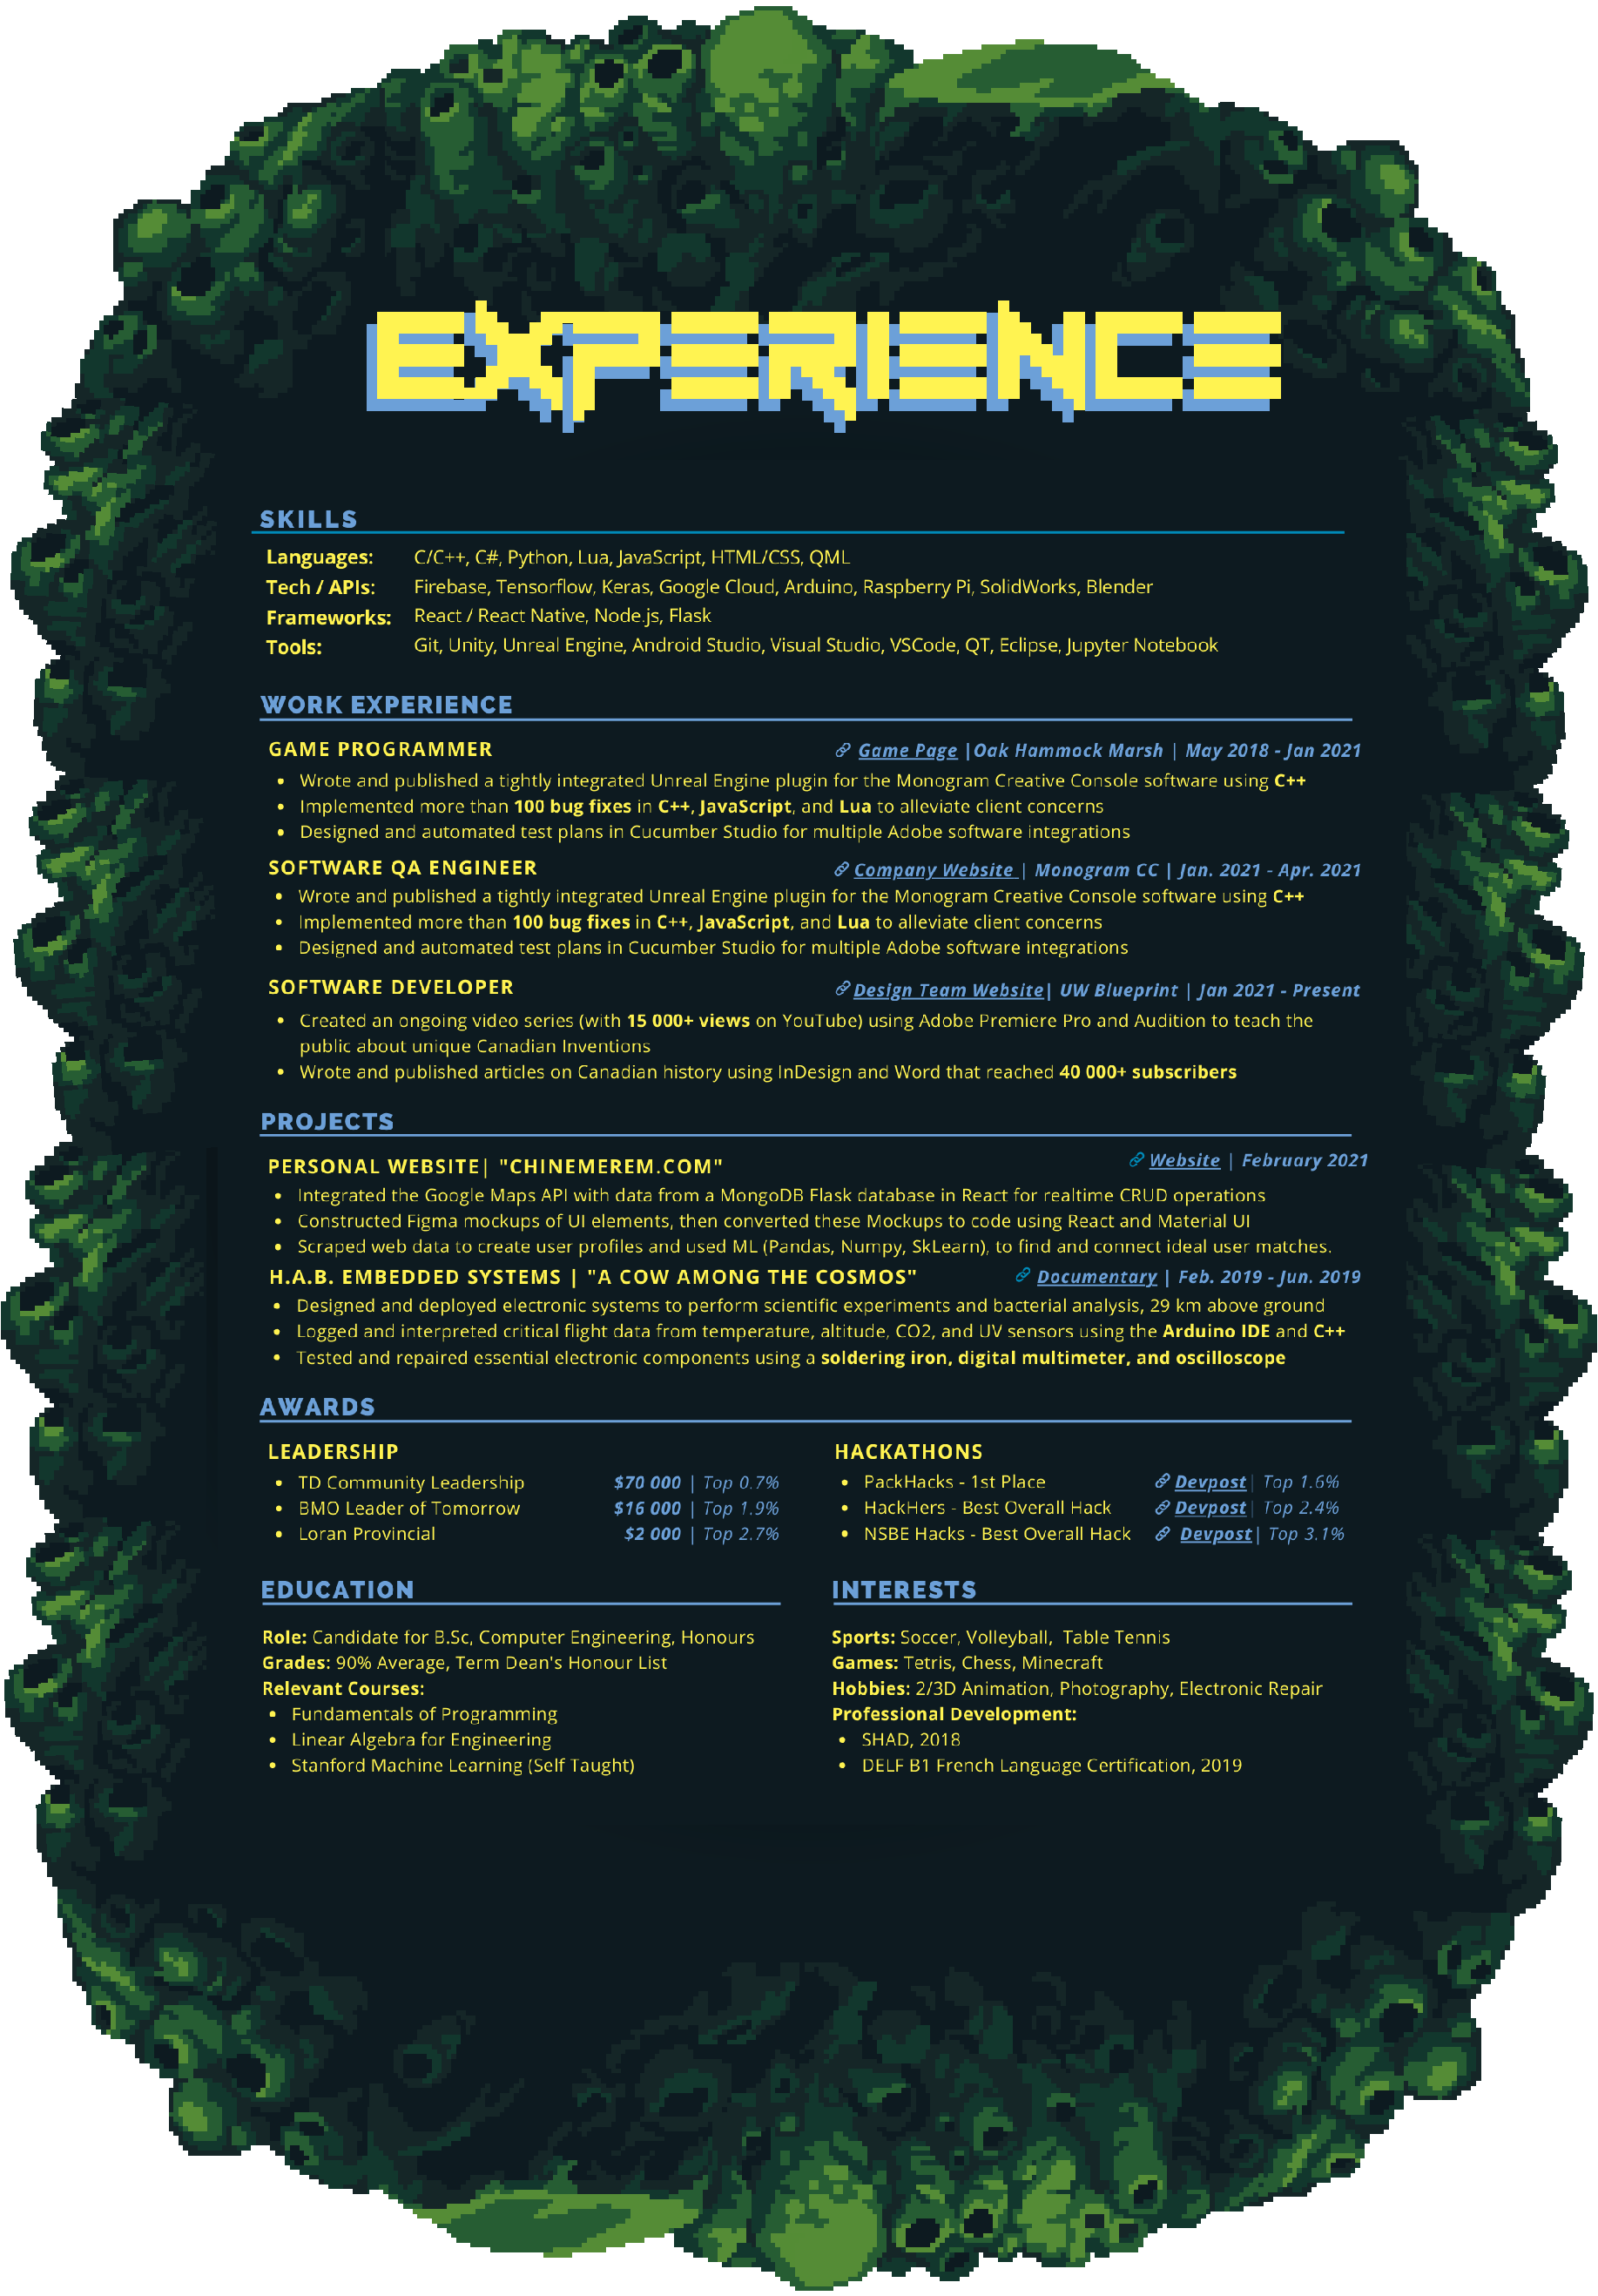 EXPERIENCE
SKILLS
Languages: C/C++, C#, Python, Lua, JavaScript, HTML/CSS, QML
Tech / APIs: Firebase, Tensorflow, Keras, Google Cloud, Arduino, Raspberry Pi, SolidWorks, Blender
Frameworks: React / React Native, Node.js, Flask
Tools: Git, Unity, Unreal Engine, Android Studio, Visual Studio, VSCode, QT, Eclipse, Jupyter Notebook
WORK EXPERIENCE
GAME PROGRAMMER Game Page |Oak Hammock Marsh | May 2018 - Jan 2021
• Wrote and published a tightly integrated Unreal Engine plugin for the Monogram Creative Console software using C++
• Implemented more than 100 bug fixes in C++, JavaScript, and Lua to alleviate client concerns
• Designed and automated test plans in Cucumber Studio for multiple Adobe software integrations
SOFTWARE QA ENGINEER Company Website | Monogram CC | Jan. 2021 - Apr. 2021
• Wrote and published a tightly integrated Unreal Engine plugin for the Monogram Creative Console software using C++
• Implemented more than 100 bug fixes in C++, JavaScript, and Lua to alleviate client concerns
• Designed and automated test plans in Cucumber Studio for multiple Adobe software integrations
SOFTWARE DEVELOPER Design Team Website| UW Blueprint | Jan 2021 - Present
• Created an ongoing video series (with 15 000+ views on YouTube) using Adobe Premiere Pro and Audition to teach the
public about unique Canadian Inventions
• Wrote and published articles on Canadian history using InDesign and Word that reached 40 000+ subscribers
PROJECTS
PERSONAL WEBSITE| "CHINEMEREM.COM" Website | February 2021
• Integrated the Google Maps API with data from a MongoDB Flask database in React for realtime CRUD operations
• Constructed Figma mockups of UI elements, then converted these Mockups to code using React and Material UI
• Scraped web data to create user profiles and used ML (Pandas, Numpy, SkLearn), to find and connect ideal user matches.
H.A.B. EMBEDDED SYSTEMS | "A COW AMONG THE COSMOS" Documentary | Feb. 2019 - Jun. 2019
• Designed and deployed electronic systems to perform scientific experiments and bacterial analysis, 29 km above ground
• Logged and interpreted critical flight data from temperature, altitude, CO2, and UV sensors using the Arduino IDE and C++
• Tested and repaired essential electronic components using a soldering iron, digital multimeter, and oscilloscope
AWARDS
LEADERSHIP
• TD Community Leadership $70 000 | Top 0.7%
• BMO Leader of Tomorrow $16 000 | Top 1.9%
• Loran Provincial $2 000 | Top 2.7%
HACKATHONS
• PackHacks - 1st Place Devpost| Top 1.6%
• HackHers - Best Overall Hack Devpost| Top 2.4%
• NSBE Hacks - Best Overall Hack Devpost| Top 3.1%
EDUCATION
Role: Candidate for B.Sc, Computer Engineering, Honours
Grades: 90% Average, Term Dean's Honour List
Relevant Courses:
• Fundamentals of Programming
• Linear Algebra for Engineering
• Stanford Machine Learning (Self Taught)
INTERESTS
Sports: Soccer, Volleyball, Table Tennis
Games: Tetris, Chess, Minecraft
Hobbies: 2/3D Animation, Photography, Electronic Repair
Professional Development:
• SHAD, 2018
• DELF B1 French Language Certification, 2019